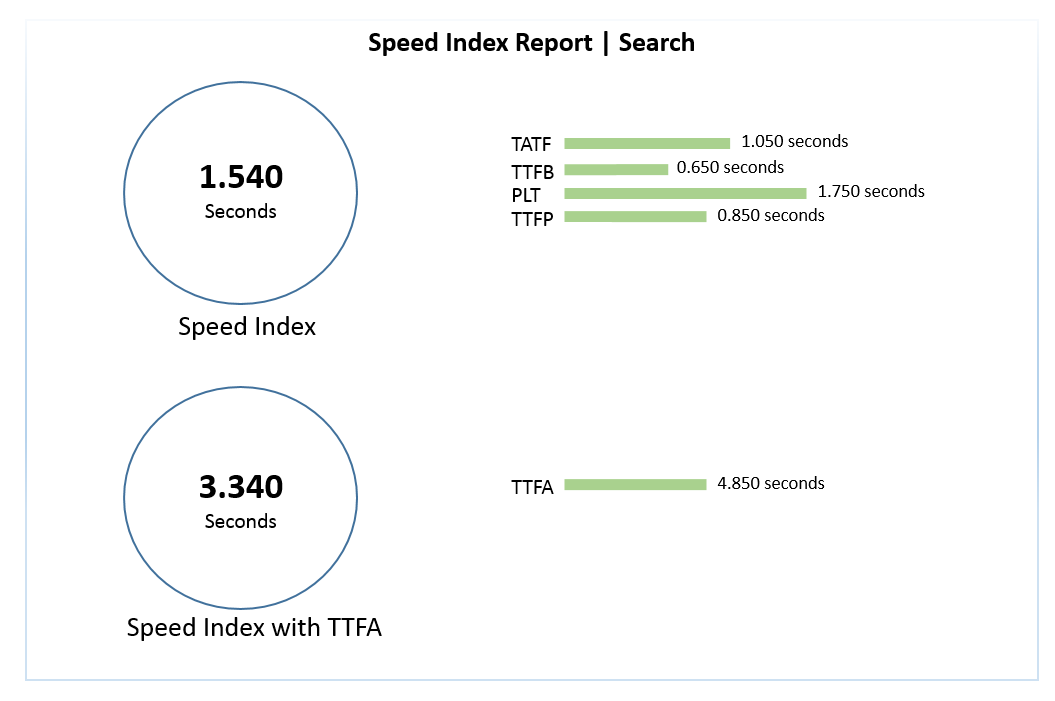 Speed Index Report | Search
1.540
Seconds
Speed Index
TATF 1.050 seconds
TTFB 0.650 seconds
PLT 1.750 seconds
TTFP 0.850 seconds
3.340
Seconds
Speed Index with TTFA
TTFA 4.850 seconds